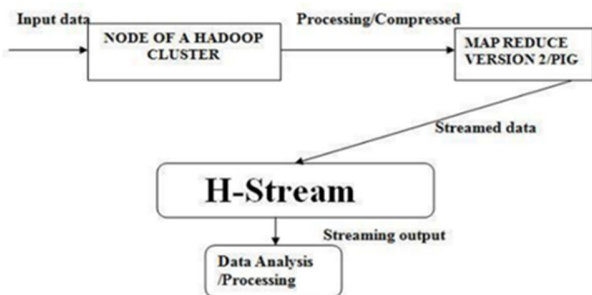 Input data
NODE OF A HADOOP
CLUSTER
Processing/Compressed
MAP REDUCE
VERSION 2/PIG
Streamed data
H-Stream
Streaming output
Data Analysis
/Processing